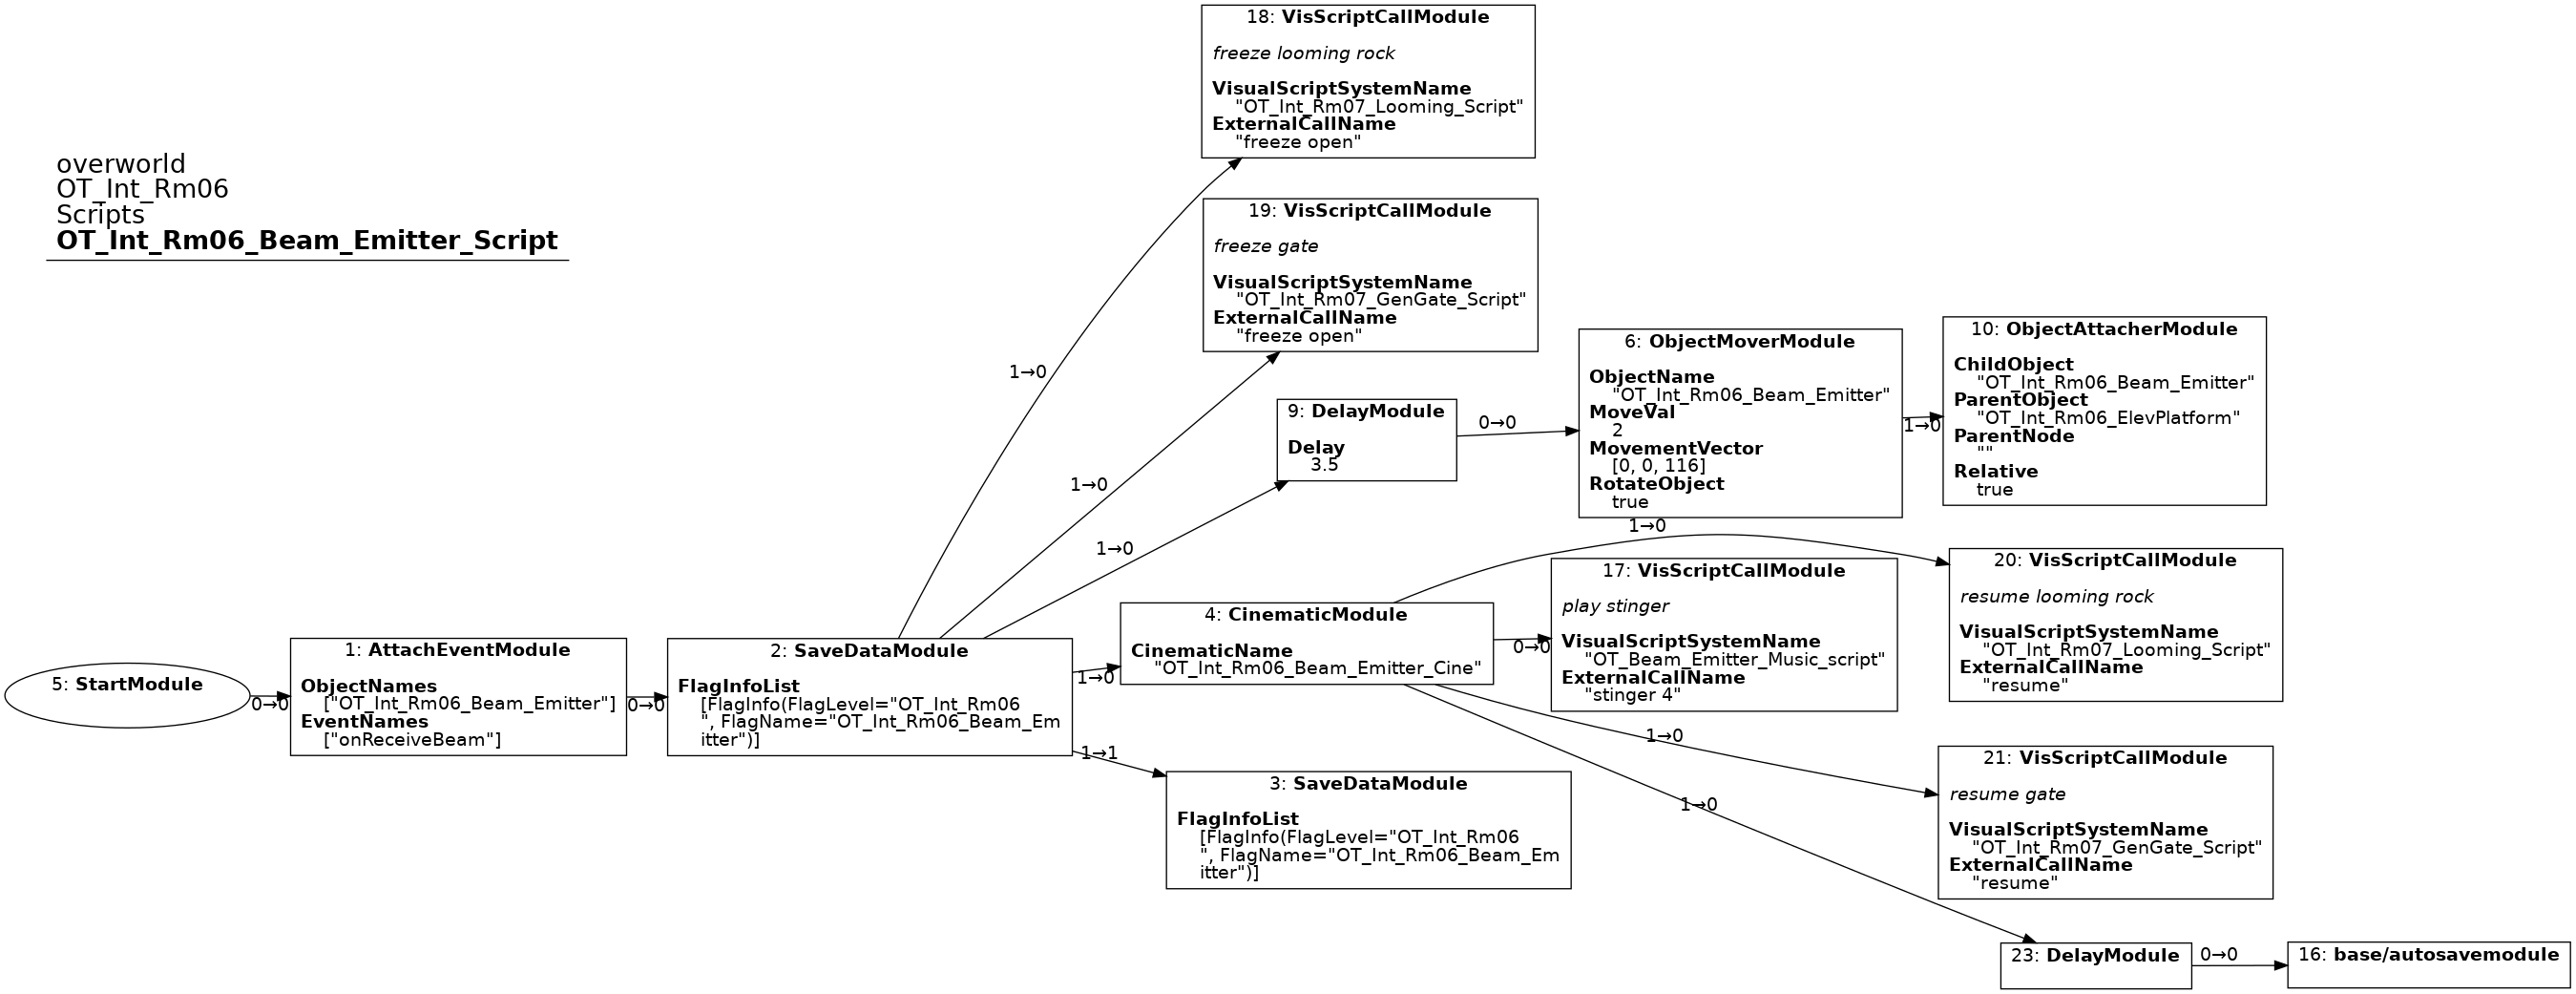 overworld
OT_Int_Rm06
Scripts
OT_Int_Rm06_Beam_Emitter_Script
18: VisScriptCallModule
freeze looming rock
VisualScriptSystemName
"OT_Int_Rm07_Looming_Script"
ExternalCallName
"freeze open"
19: VisScriptCallModule
freeze gate
VisualScriptSystemName
"OT_Int_Rm07_GenGate_Script"
ExternalCallName
"freeze open"
9: DelayModule
Delay
3.5
6: ObjectMoverModule
ObjectName
"OT_Int_Rm06_Beam_Emitter"
MoveVal
2
MovementVector
[0, 0, 116]
RotateObject
true
10: ObjectAttacherModule
ChildObject
"OT_Int_Rm06_Beam_Emitter"
ParentObject
"OT_Int_Rm06_ElevPlatform"
ParentNode
""
Relative
true
5: StartModule
1: AttachEventModule
ObjectNames
["OT_Int_Rm06_Beam_Emitter"]
EventNames
["onReceiveBeam"]
2: SaveDataModule
FlagInfoList
[FlagInfo(FlagLevel="OT_Int_Rm06
", FlagName="OT_Int_Rm06_Beam_Em
itter")]
4: CinematicModule
CinematicName
"OT_Int_Rm06_Beam_Emitter_Cine"
17: VisScriptCallModule
play stinger
VisualScriptSystemName
"OT_Beam_Emitter_Music_script"
ExternalCallName
"stinger 4"
20: VisScriptCallModule
resume looming rock
VisualScriptSystemName
"OT_Int_Rm07_Looming_Script"
ExternalCallName
"resume"
3: SaveDataModule
FlagInfoList
[FlagInfo(FlagLevel="OT_Int_Rm06
", FlagName="OT_Int_Rm06_Beam_Em
itter")]
21: VisScriptCallModule
resume gate
VisualScriptSystemName
"OT_Int_Rm07_GenGate_Script"
ExternalCallName
"resume"
23: DelayModule
16: base/autosavemodule
0→0
0→0
1→0
1→0
1→0
1→0
1→1
0→0
1→0
0→0
1→0
1→0
1→0
0→0